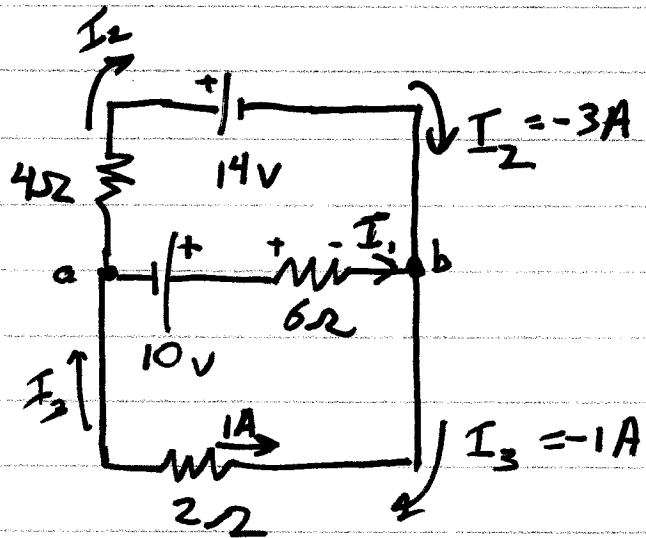 I₂
+
14V
I₂ = -3A
4Ω
a
+
+ -
I₁
b
6Ω
10V
I₃
1A
I₃ = -1A
2Ω